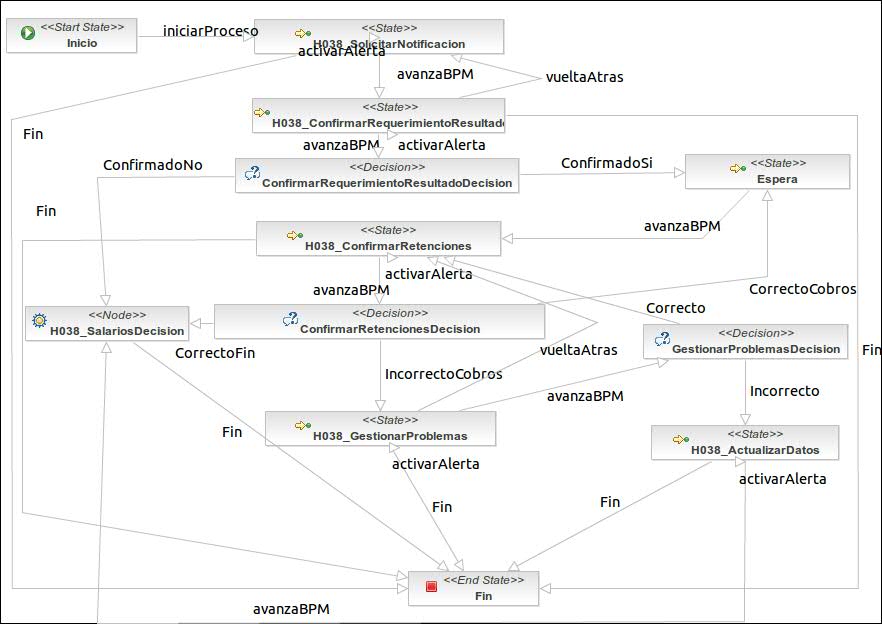 <<Start State>>
Inicio
iniciarProceso
<<State>>
H038_SolicitarNotificacion
activarAlerta
avanzaBPM
vueltaAtras
Fin
<<State>>
H038_ConfirmarRequerimientoResultado
avanzaBPM
activarAlerta
ConfirmadoNo
<<Decision>>
ConfirmarRequerimientoResultadoDecision
ConfirmadoSi
<<State>>
Espera
Fin
<<State>>
H038_ConfirmarRetenciones
avanzaBPM
activarAlerta
avanzaBPM
CorrectoCobros
<<Node>>
H038_SalariosDecision
<<Decision>>
ConfirmarRetencionesDecision
Correcto
<<Decision>>
GestionarProblemasDecision
CorrectoFin
vueltaAtras
Fin
IncorrectoCobros
avanzaBPM
Incorrecto
<<State>>
H038_GestionarProblemas
Fin
<<State>>
H038_ActualizarDatos
activarAlerta
activarAlerta
Fin
Fin
<<End State>>
Fin
avanzaBPM